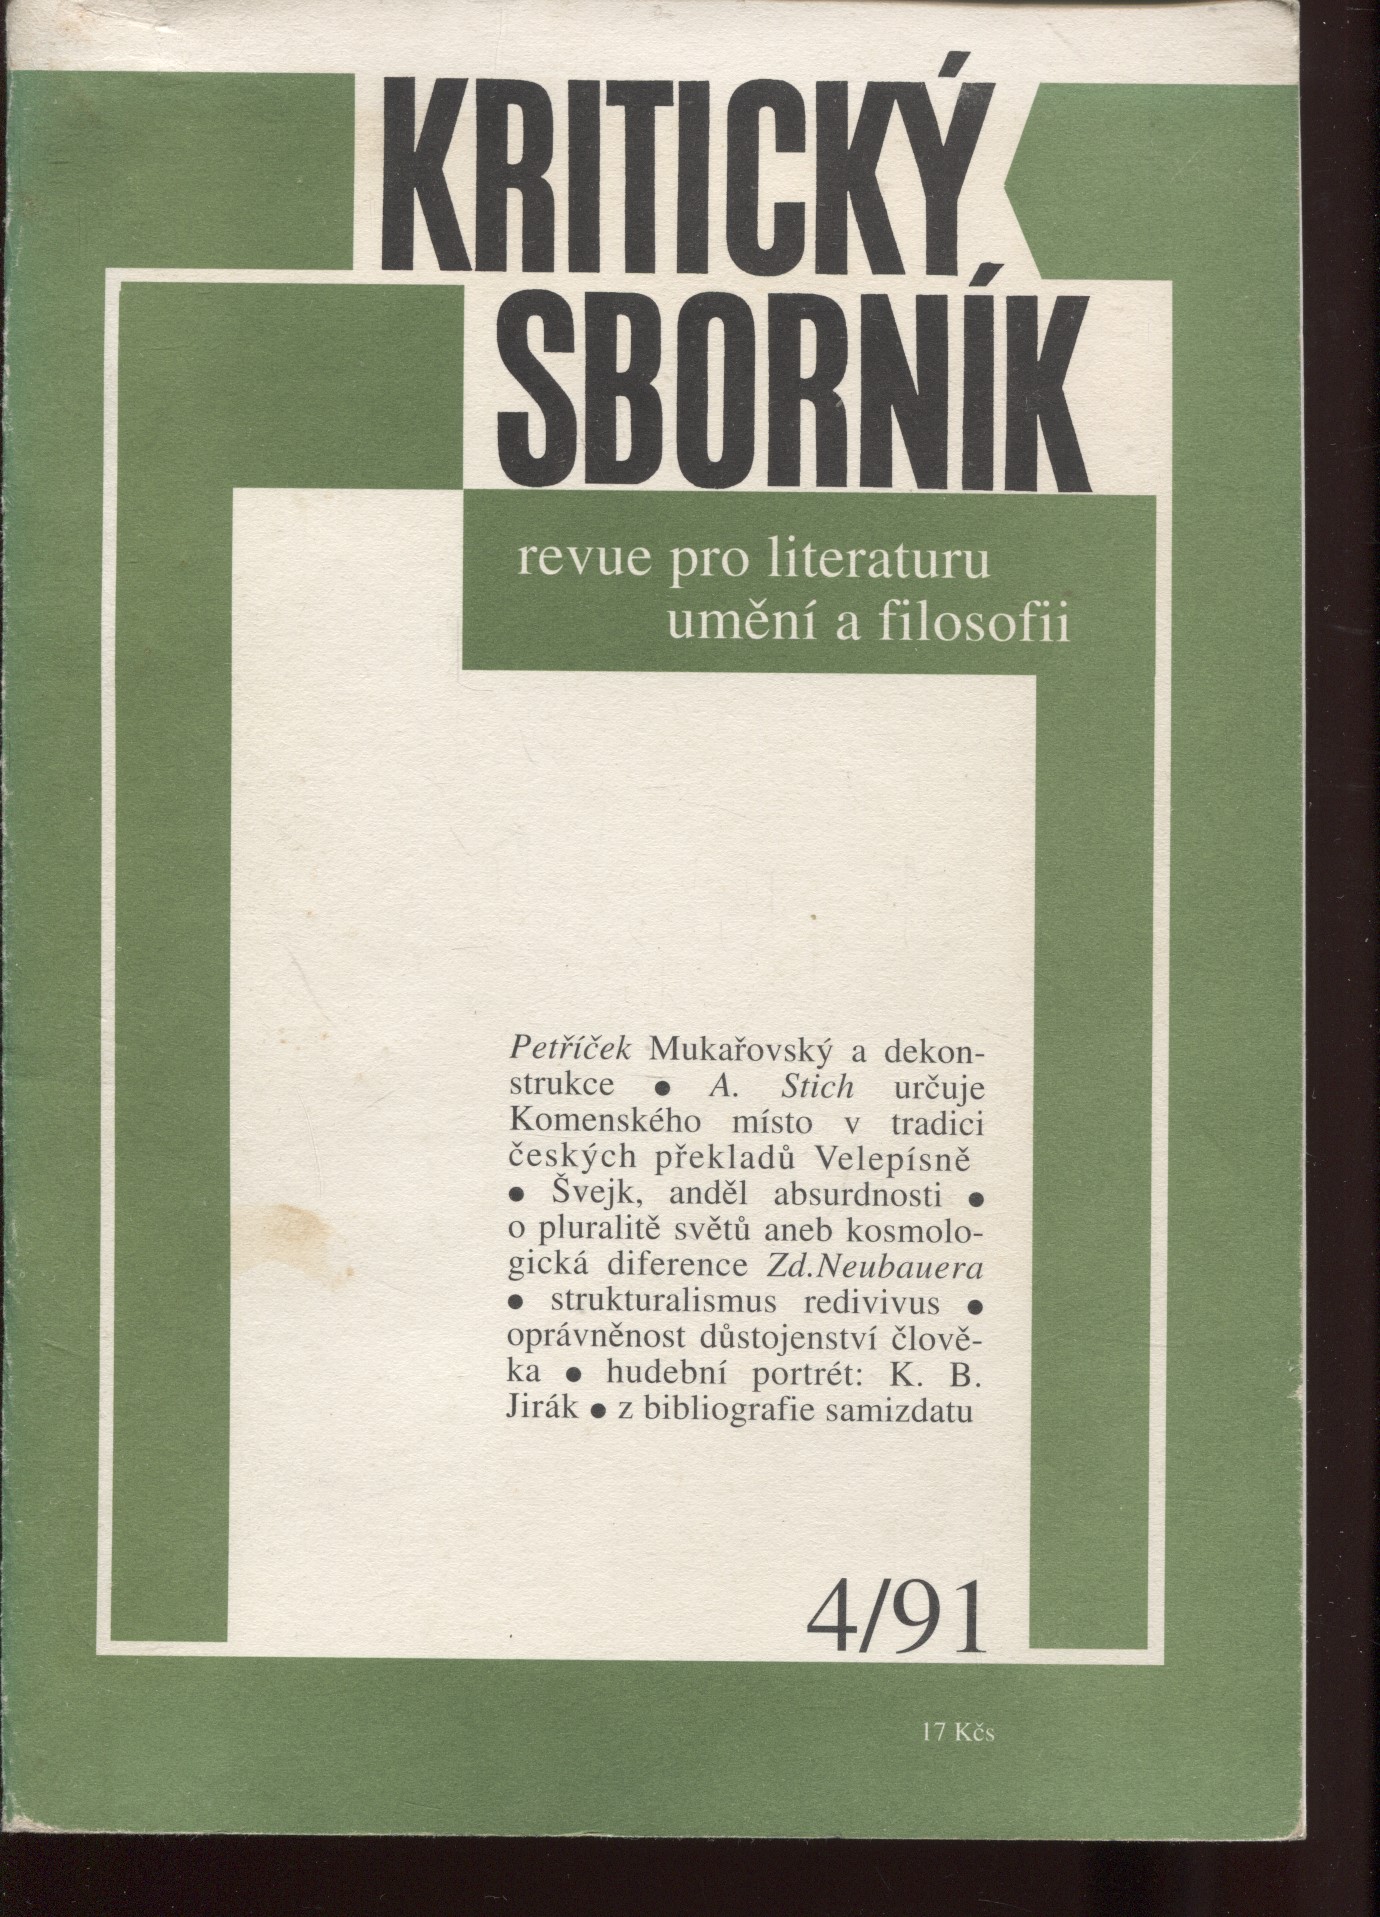 KRITICKÝ
SBORNÍK
revue pro literaturu
umění a filosofii
Petříček Mukařovský a dekon-
strukce ● A. Stich určuje
Komenského místo v tradici
českých překladů Velepísně
● Švejk, anděl absurdnosti ●
o pluralitě světů aneb kosmolo-
gická diference Zd.Neubauera
● strukturalismus redivivus ●
oprávněnost důstojenství člově-
ka ● hudební portrét: K. B.
Jirák ● z bibliografie samizdatu
4/91
17 Kčs